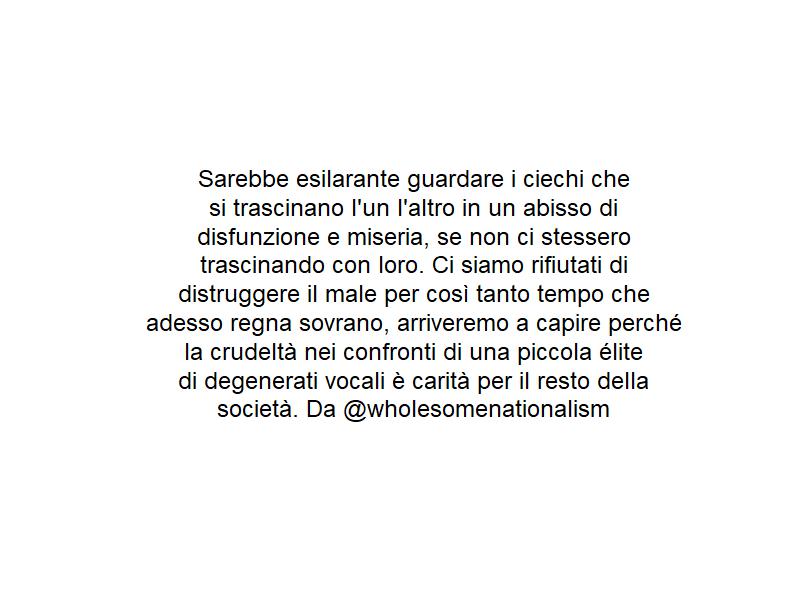 Sarebbe esilarante guardare i ciechi che
si trascinano l'un l'altro in un abisso di
disfunzione e miseria, se non ci stessero
trascinando con loro. Ci siamo rifiutati di
distruggere il male per così tanto tempo che
adesso regna sovrano, arriveremo a capire perché
la crudeltà nei confronti di una piccola élite
di degenerati vocali è carità per il resto della
società. Da @wholesomenationalism